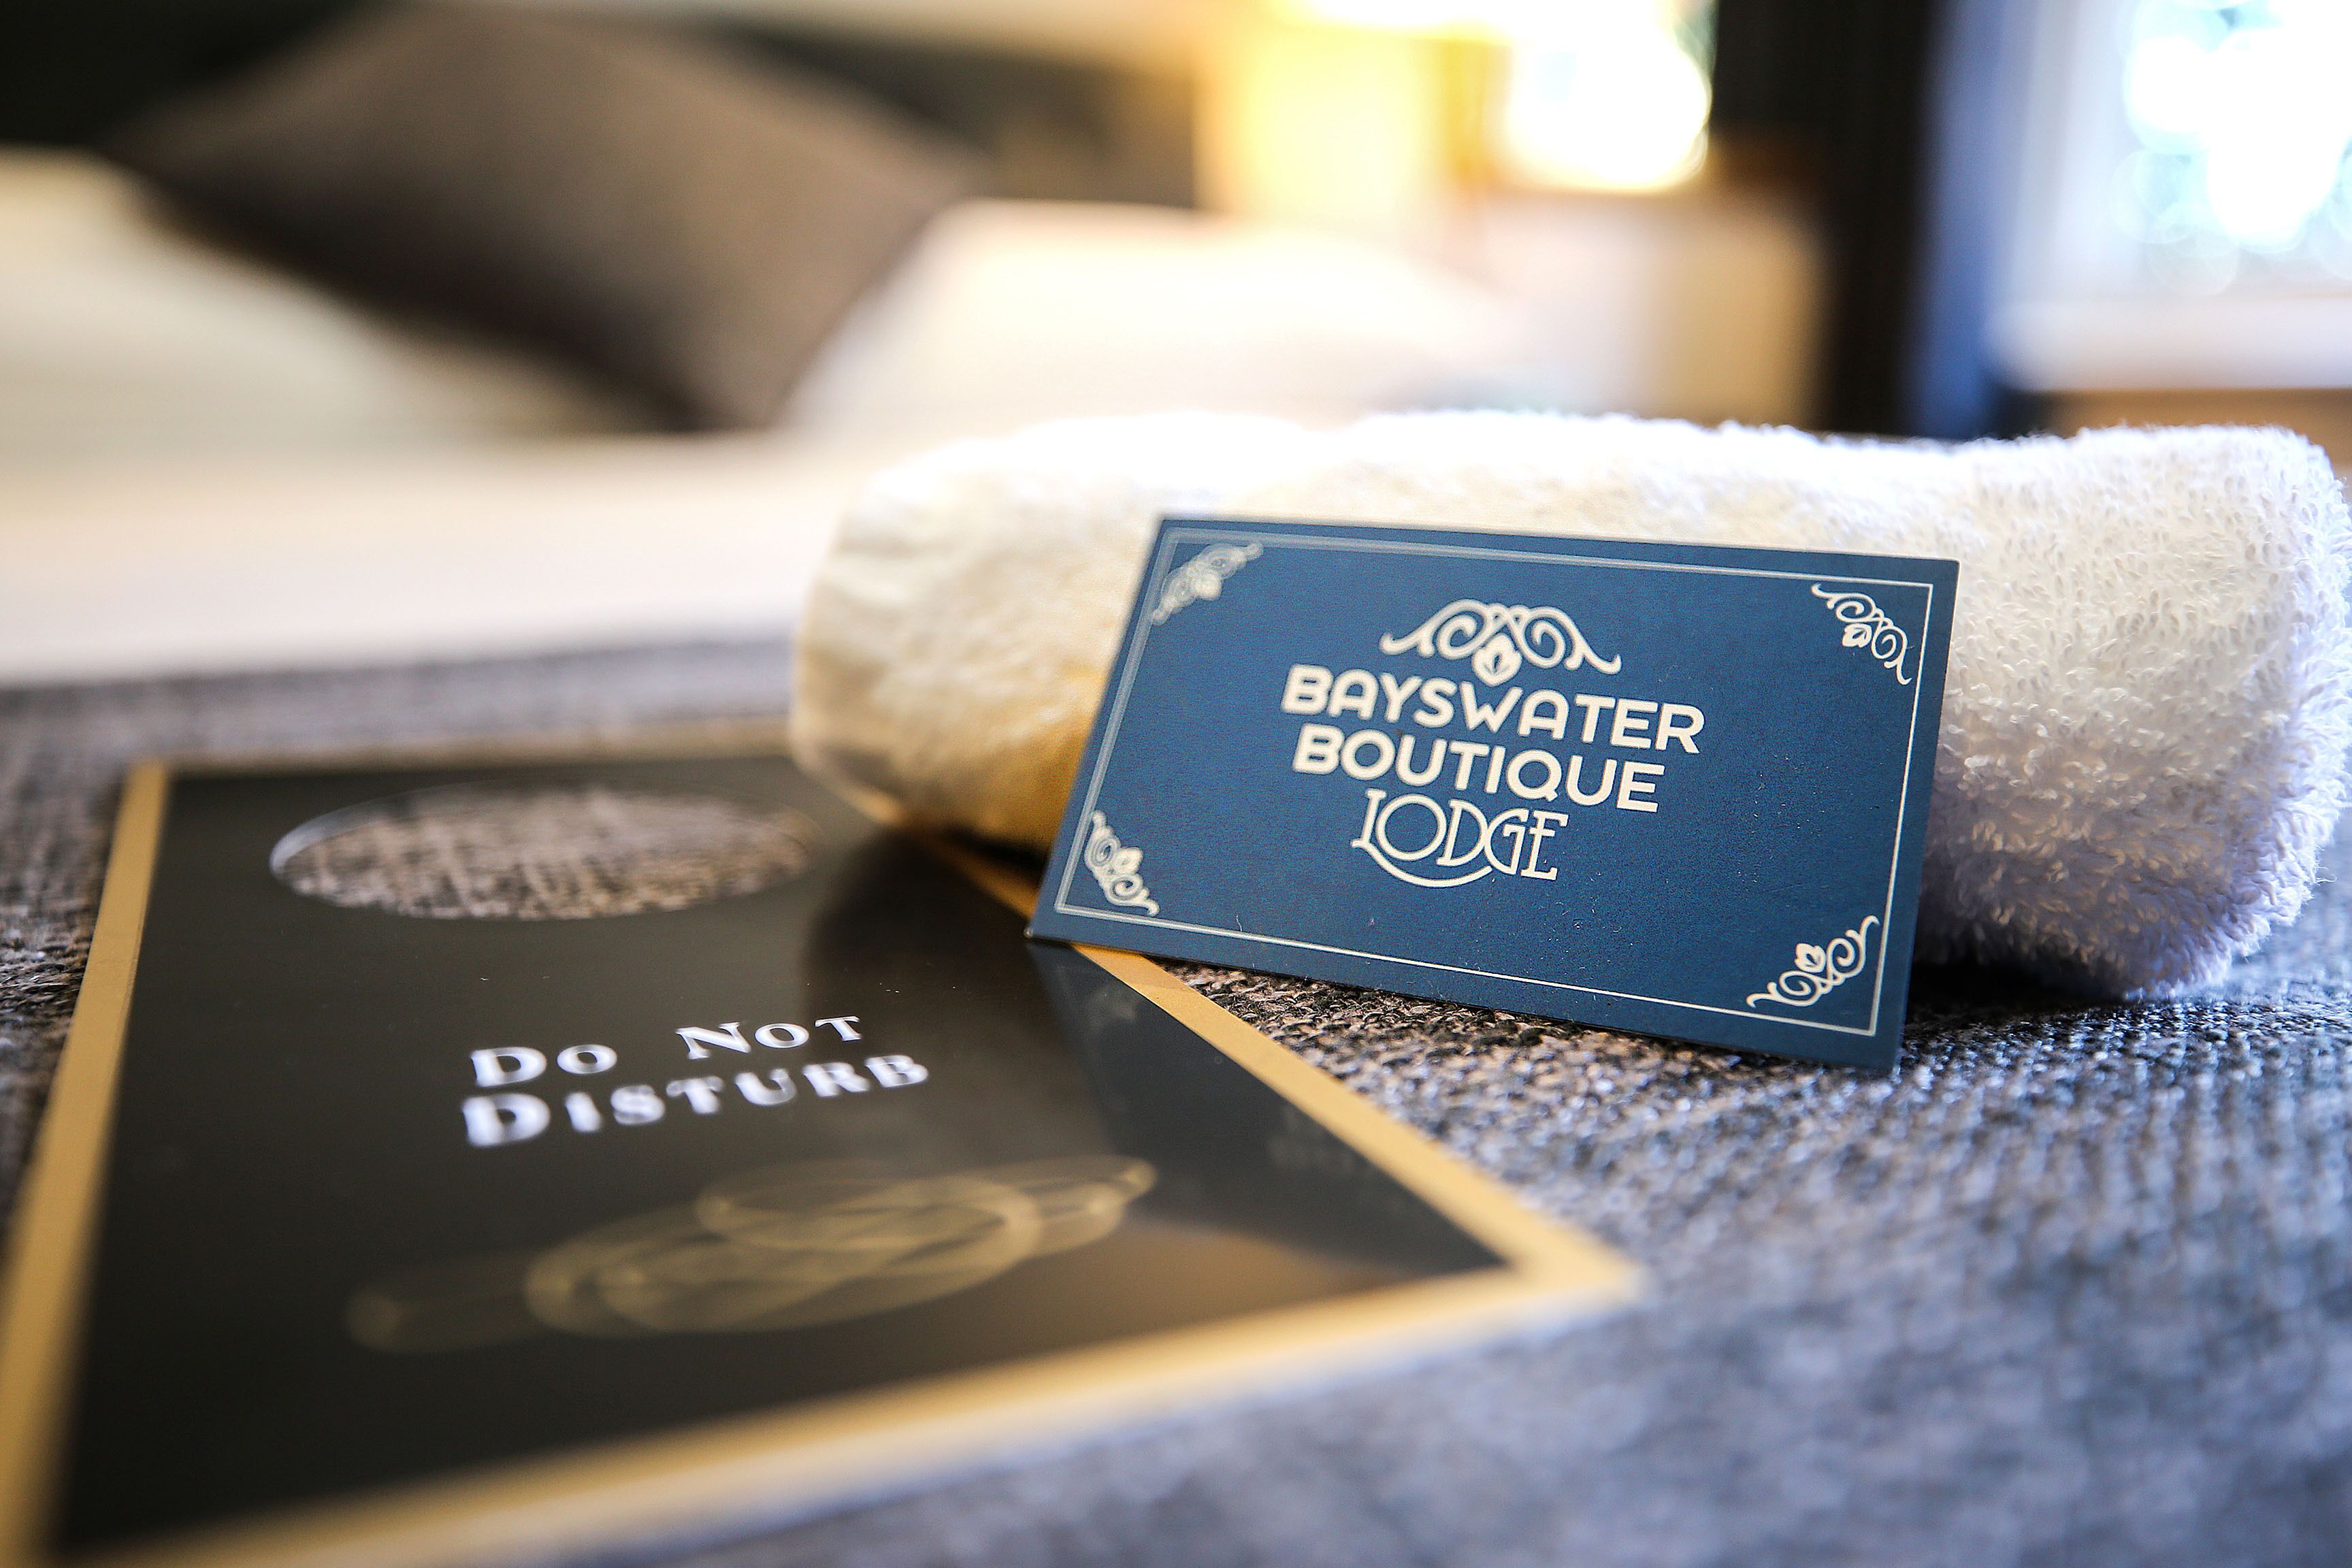 BAYSWATER
BOUTIQUE
LODGE
DO NOT
DISTURB